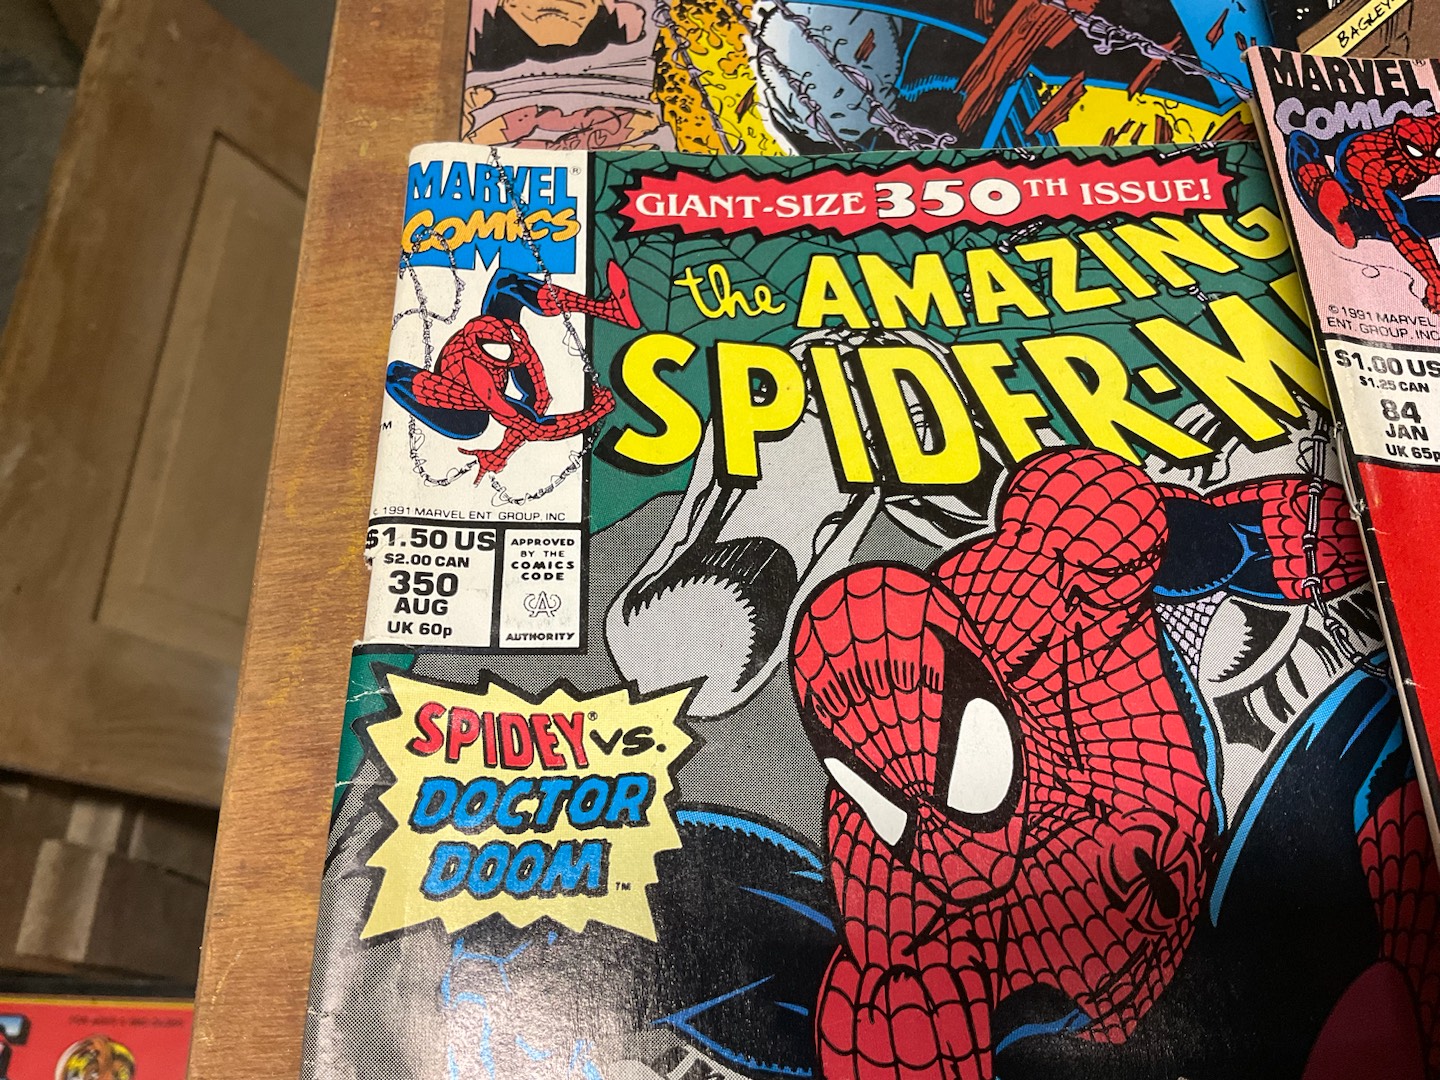 BAGLEY
MARVEL®
COMICS
GIANT-SIZE 350TH ISSUE!
the AMAZING
SPIDER-M
© 1991 MARVEL ENT GROUP, INC
$1.50 US
$2.00 CAN
350
AUG
UK 60p
APPROVED
BY THE
COMICS
CODE
CA
AUTHORITY
SPIDEY® VS.
DOCTOR
DOOM™
MARVEL®
COMICS
© 1991 MARVEL
ENT. GROUP, INC
$1.00 US
$1.25 CAN
84
JAN
UK 65p